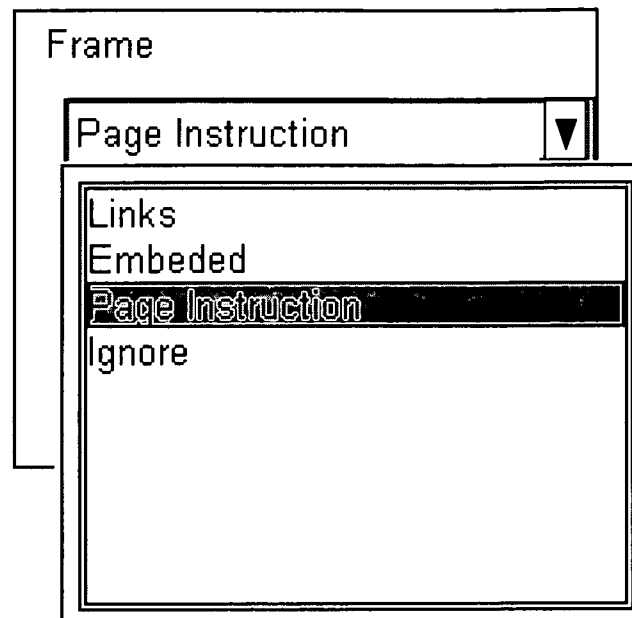 Frame
Page Instruction
Links
Embeded
Page Instruction
Ignore